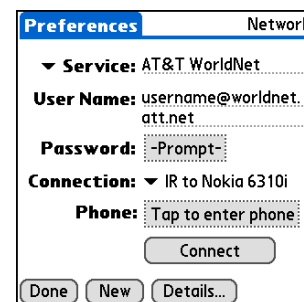 Preferences Network
Service: AT&T WorldNet
User Name: username@worldnet.
att.net
Password: -Prompt-
Connection: IR to Nokia 6310i
Phone: Tap to enter phone
Connect
Done New Details...